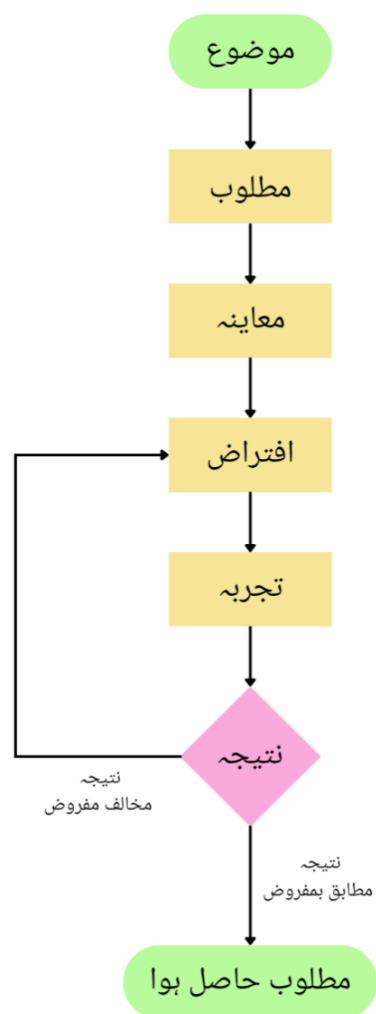 موضوع
مطلوب
معاینہ
افتراض
تجربہ
نتیجہ
نتیجہ
مخالف مفروض
نتیجہ
مطابق بمفروض
مطلوب حاصل ہوا